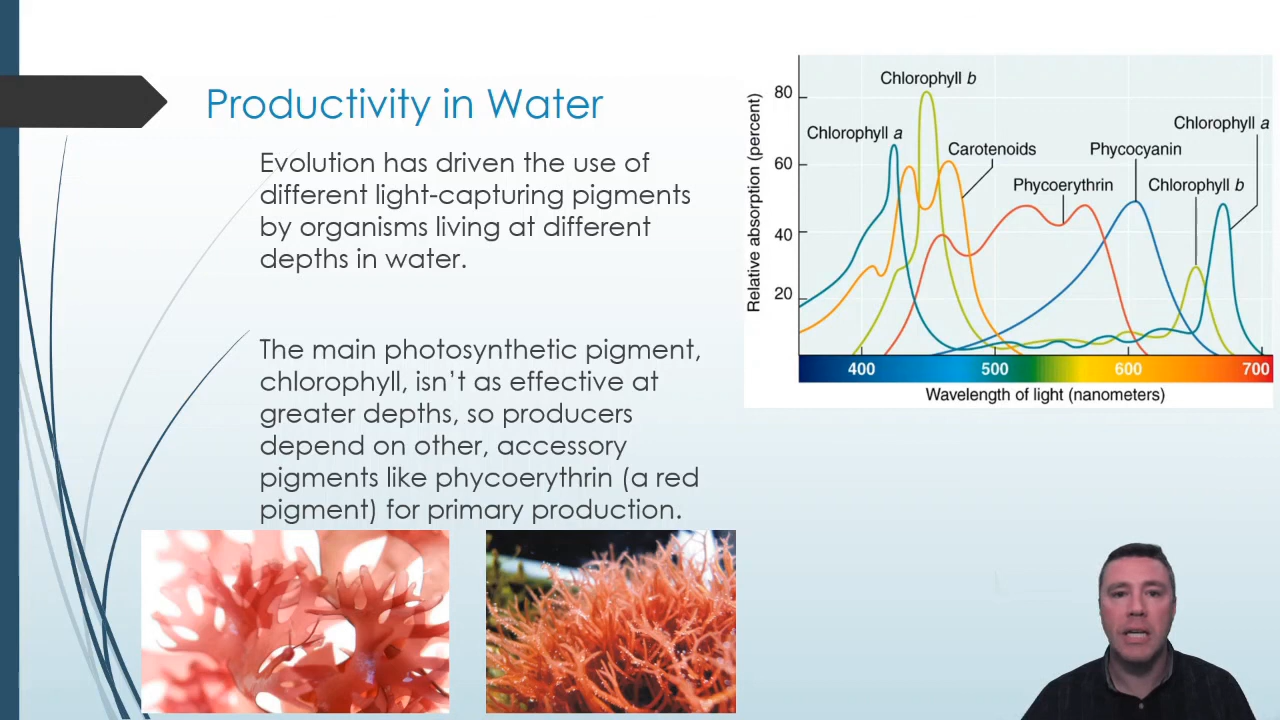 Productivity in Water
Evolution has driven the use of
different light-capturing pigments
by organisms living at different
depths in water.
The main photosynthetic pigment,
chlorophyll, isn’t as effective at
greater depths, so producers
depend on other, accessory
pigments like phycoerythrin (a red
pigment) for primary production.
Chlorophyll b
Chlorophyll a
Chlorophyll a
Carotenoids
Phycocyanin
Phycoerythrin
Chlorophyll b
Relative absorption (percent)
80
60
40
20
400
500
600
700
Wavelength of light (nanometers)